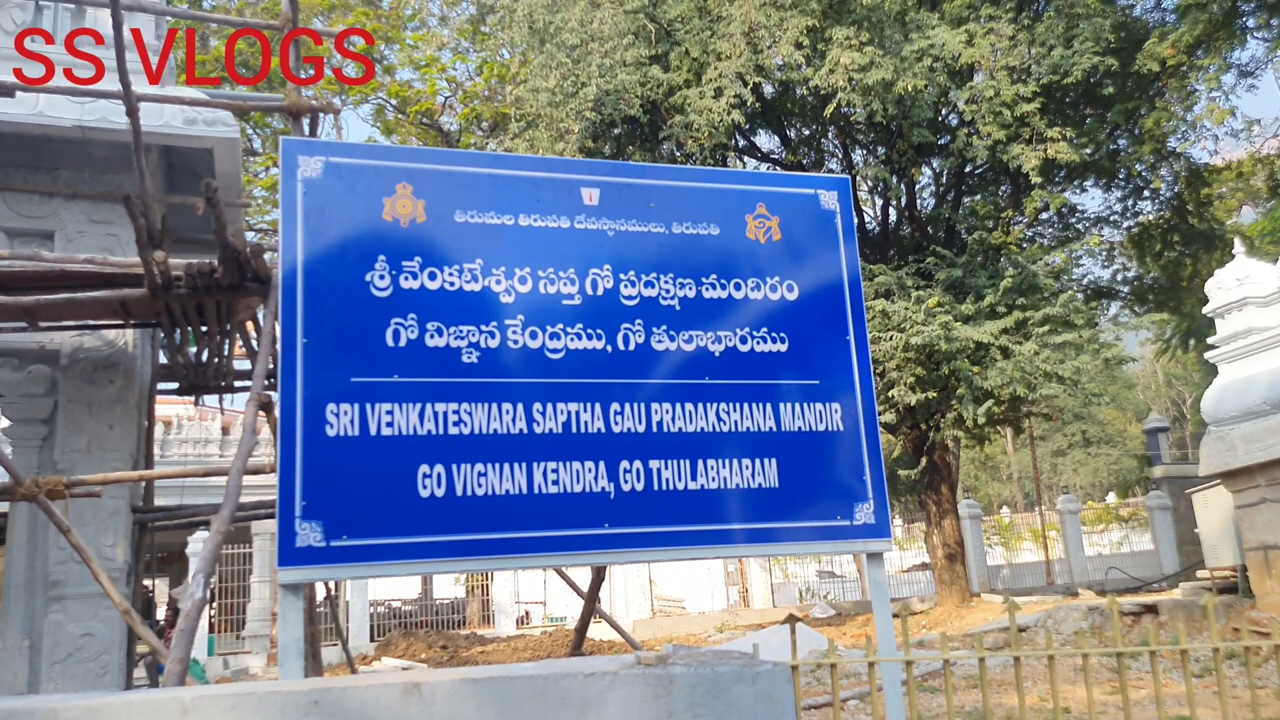 SS VLOGS
తిరుమల తిరుపతి దేవస్థానములు, తిరుపతి
శ్రీ వేంకటేశ్వర సప్త గో ప్రదక్షణ మందిరం
గో విజ్ఞాన కేంద్రము, గో తులాభారము
SRI VENKATESWARA SAPTHA GAU PRADAKSHANA MANDIR
GO VIGNAN KENDRA, GO THULABHARAM